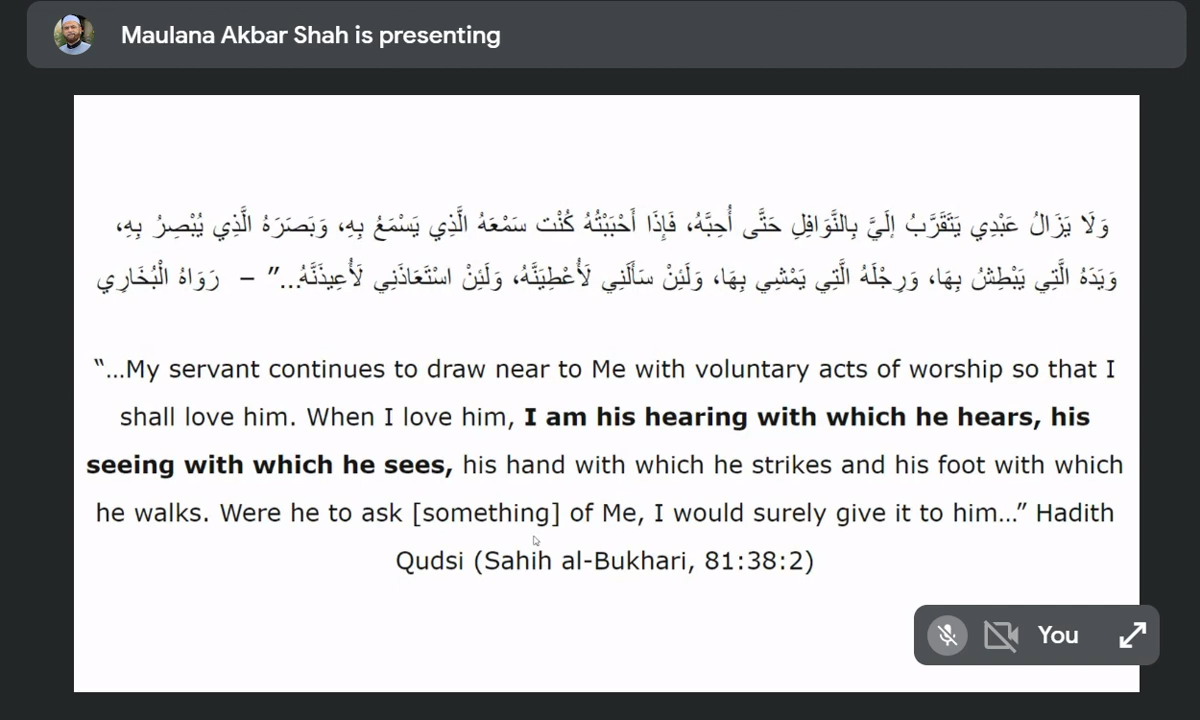 Maulana Akbar Shah is presenting
وَلَا يَزَالُ عَبْدِي يَتَقَرَّبُ إلَيَّ بِالنَّوَافِلِ حَتَّى أُحِبَّهُ، فَإِذَا أَحْبَبْتُهُ كُنْت سَمْعَهُ الَّذِي يَسْمَعُ بِهِ، وَبَصَرَهُ الَّذِي يُبْصِرُ بِهِ،
وَيَدَهُ الَّتِي يَبْطِشُ بِهَا، وَرِجْلَهُ الَّتِي يَمْشِي بِهَا، وَلَئِنْ سَأَلَنِي لَأُعْطِيَنَّهُ، وَلَئِنْ اسْتَعَاذَنِي لَأُعِيذَنَّهُ...” – رَوَاهُ الْبُخَارِي
“...My servant continues to draw near to Me with voluntary acts of worship so that I
shall love him. When I love him, I am his hearing with which he hears, his
seeing with which he sees, his hand with which he strikes and his foot with which
he walks. Were he to ask [something] of Me, I would surely give it to him...” Hadith
Qudsi (Sahih al-Bukhari, 81:38:2)
You